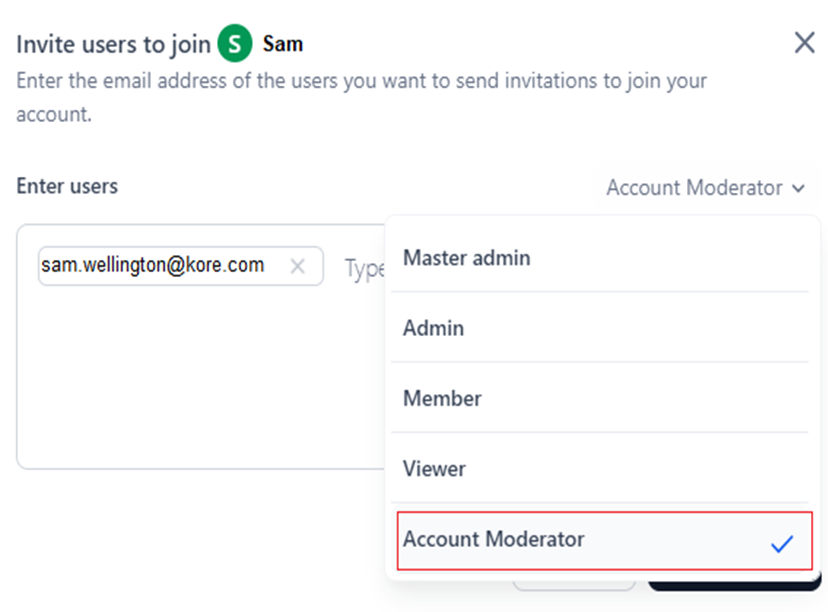 Invite users to join S Sam
Enter the email address of the users you want to send invitations to join your
account.
Enter users
Account Moderator
sam.wellington@kore.com
Type
Master admin
Admin
Member
Viewer
Account Moderator